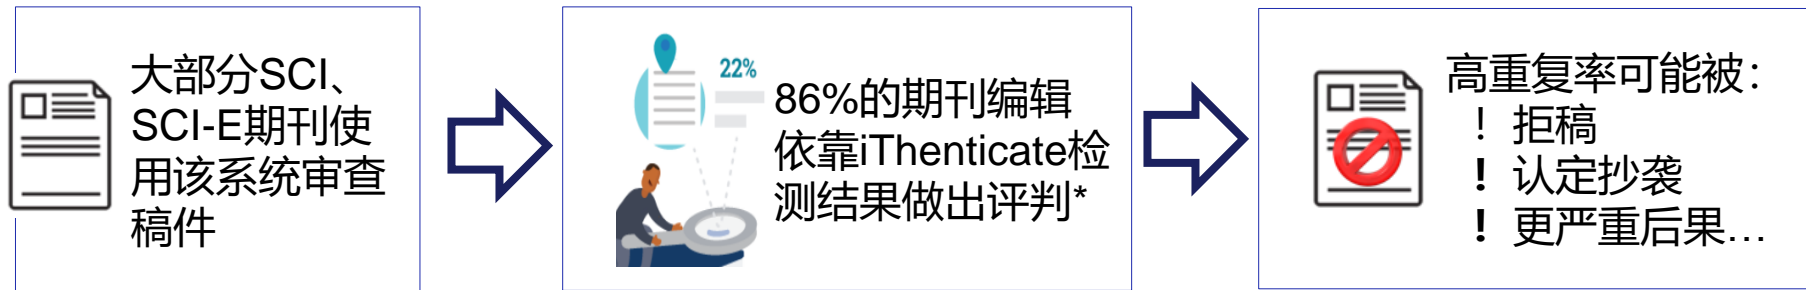 大部分SCI、
SCI-E期刊使
用该系统审查
稿件
22%
86%的期刊编辑
依靠iThenticate检
测结果做出评判*
高重复率可能被：
！拒稿
！认定抄袭
！更严重后果…